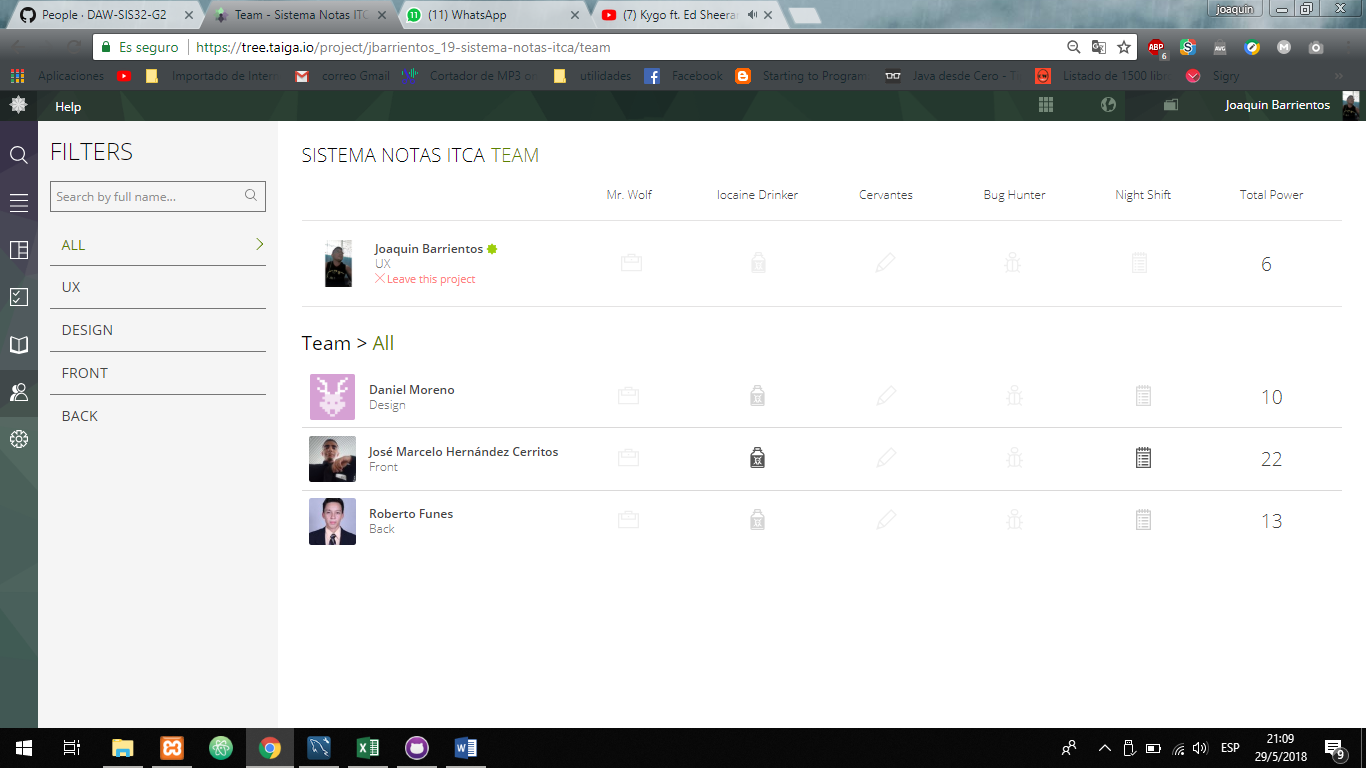 People · DAW-SIS32-G2
Team - Sistema Notas ITC
(11) WhatsApp
(7) Kygo ft. Ed Sheera
joaquin
Es seguro
https://tree.taiga.io/project/jbarrientos_19-sistema-notas-itca/team
Aplicaciones
Importado de Inter
correo Gmail
Cortador de MP3 on
utilidades
Facebook
Starting to Program
Java desde Cero - T
Listado de 1500 libr
Sigry
Help
Joaquin Barrientos
FILTERS
Search by full name...
ALL
UX
DESIGN
FRONT
BACK
SISTEMA NOTAS ITCA TEAM
Mr. Wolf
Iocaine Drinker
Cervantes
Bug Hunter
Night Shift
Total Power
Joaquin Barrientos
UX
Leave this project
6
Team > All
Daniel Moreno
Design
10
José Marcelo Hernández Cerritos
Front
22
Roberto Funes
Back
13
ESP
21:09
29/5/2018
9